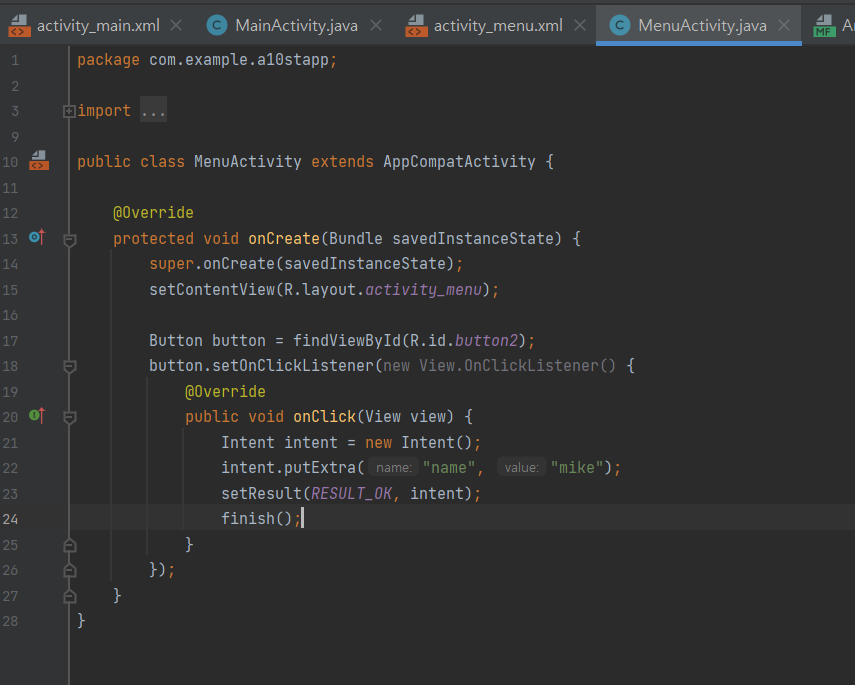 activity_main.xml MainActivity.java activity_menu.xml MenuActivity.java MF
1 package com.example.a10stapp;
2
3 import ...
9
10 public class MenuActivity extends AppCompatActivity {
11
12 @Override
13 protected void onCreate(Bundle savedInstanceState) {
14 super.onCreate(savedInstanceState);
15 setContentView(R.layout.activity_menu);
16
17 Button button = findViewById(R.id.button2);
18 button.setOnClickListener(new View.OnClickListener() {
19 @Override
20 public void onClick(View view) {
21 Intent intent = new Intent();
22 intent.putExtra( name: "name", value: "mike");
23 setResult(RESULT_OK, intent);
24 finish();
25 }
26 });
27 }
28 }